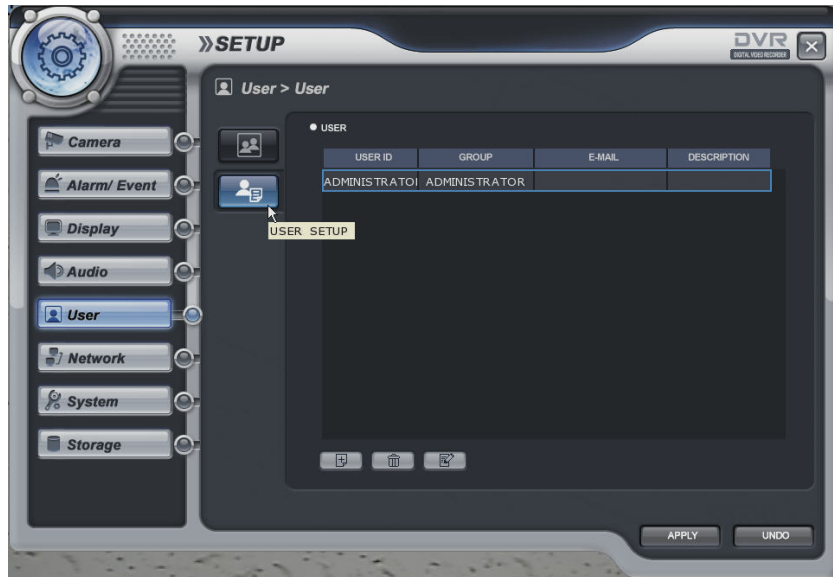 SETUP
DVR
DIGITAL VIDEO RECORDER
User > User
Camera
Alarm/ Event
Display
Audio
User
Network
System
Storage
USER
USER ID GROUP E-MAIL DESCRIPTION
ADMINISTRATOI ADMINISTRATOR
USER SETUP
APPLY UNDO